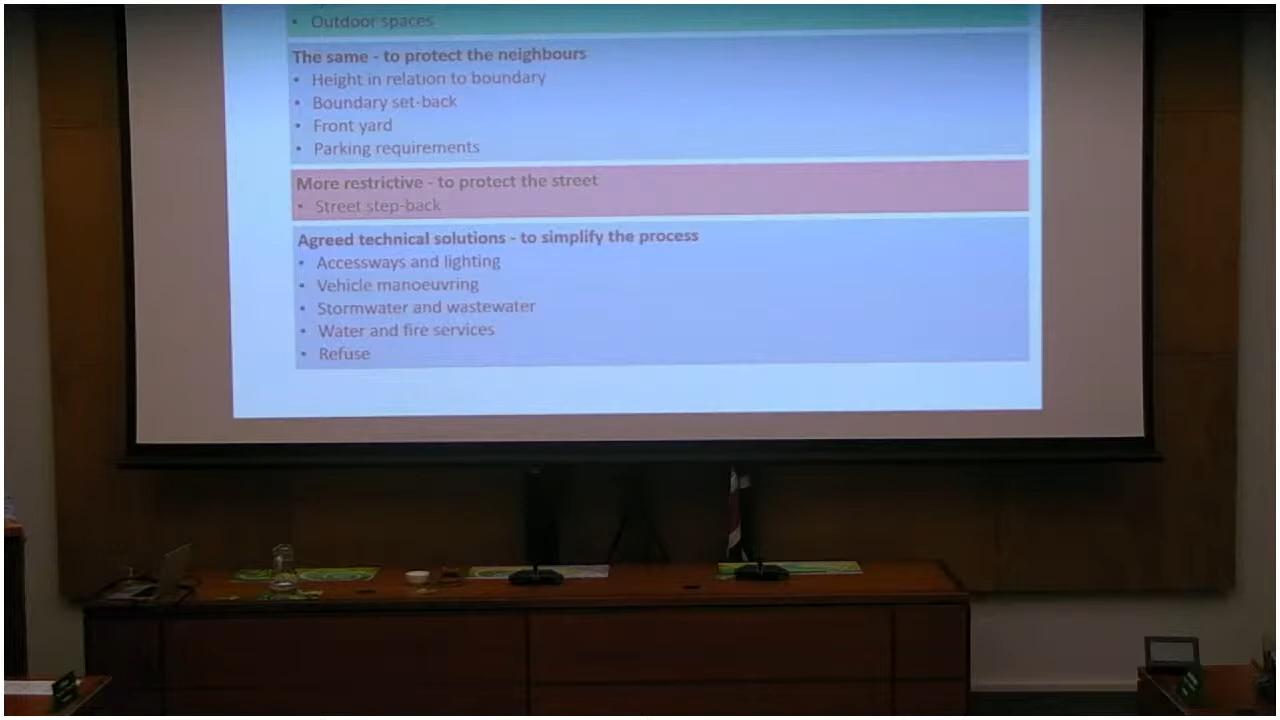 Outdoor spaces
The same - to protect the neighbours
Height in relation to boundary
Boundary set-back
Front yard
Parking requirements
More restrictive - to protect the street
Street step-back
Agreed technical solutions - to simplify the process
Accessways and lighting
Vehicle manoeuvring
Stormwater and wastewater
Water and fire services
Refuse